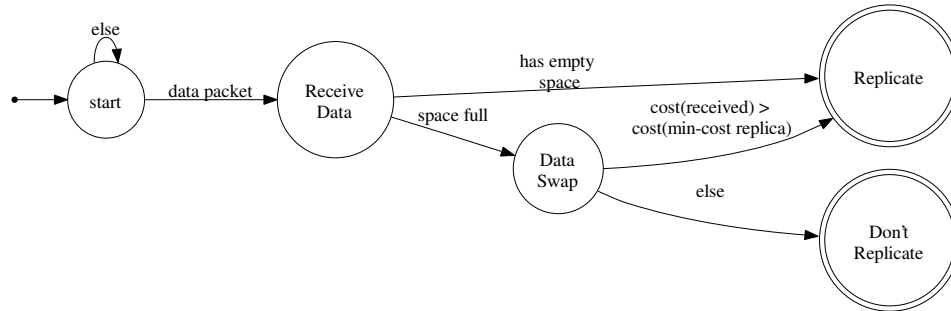 else
start
data packet
Receive
Data
has empty
space
space full
Data
Swap
cost(received) >
cost(min-cost replica)
else
Replicate
Don't
Replicate